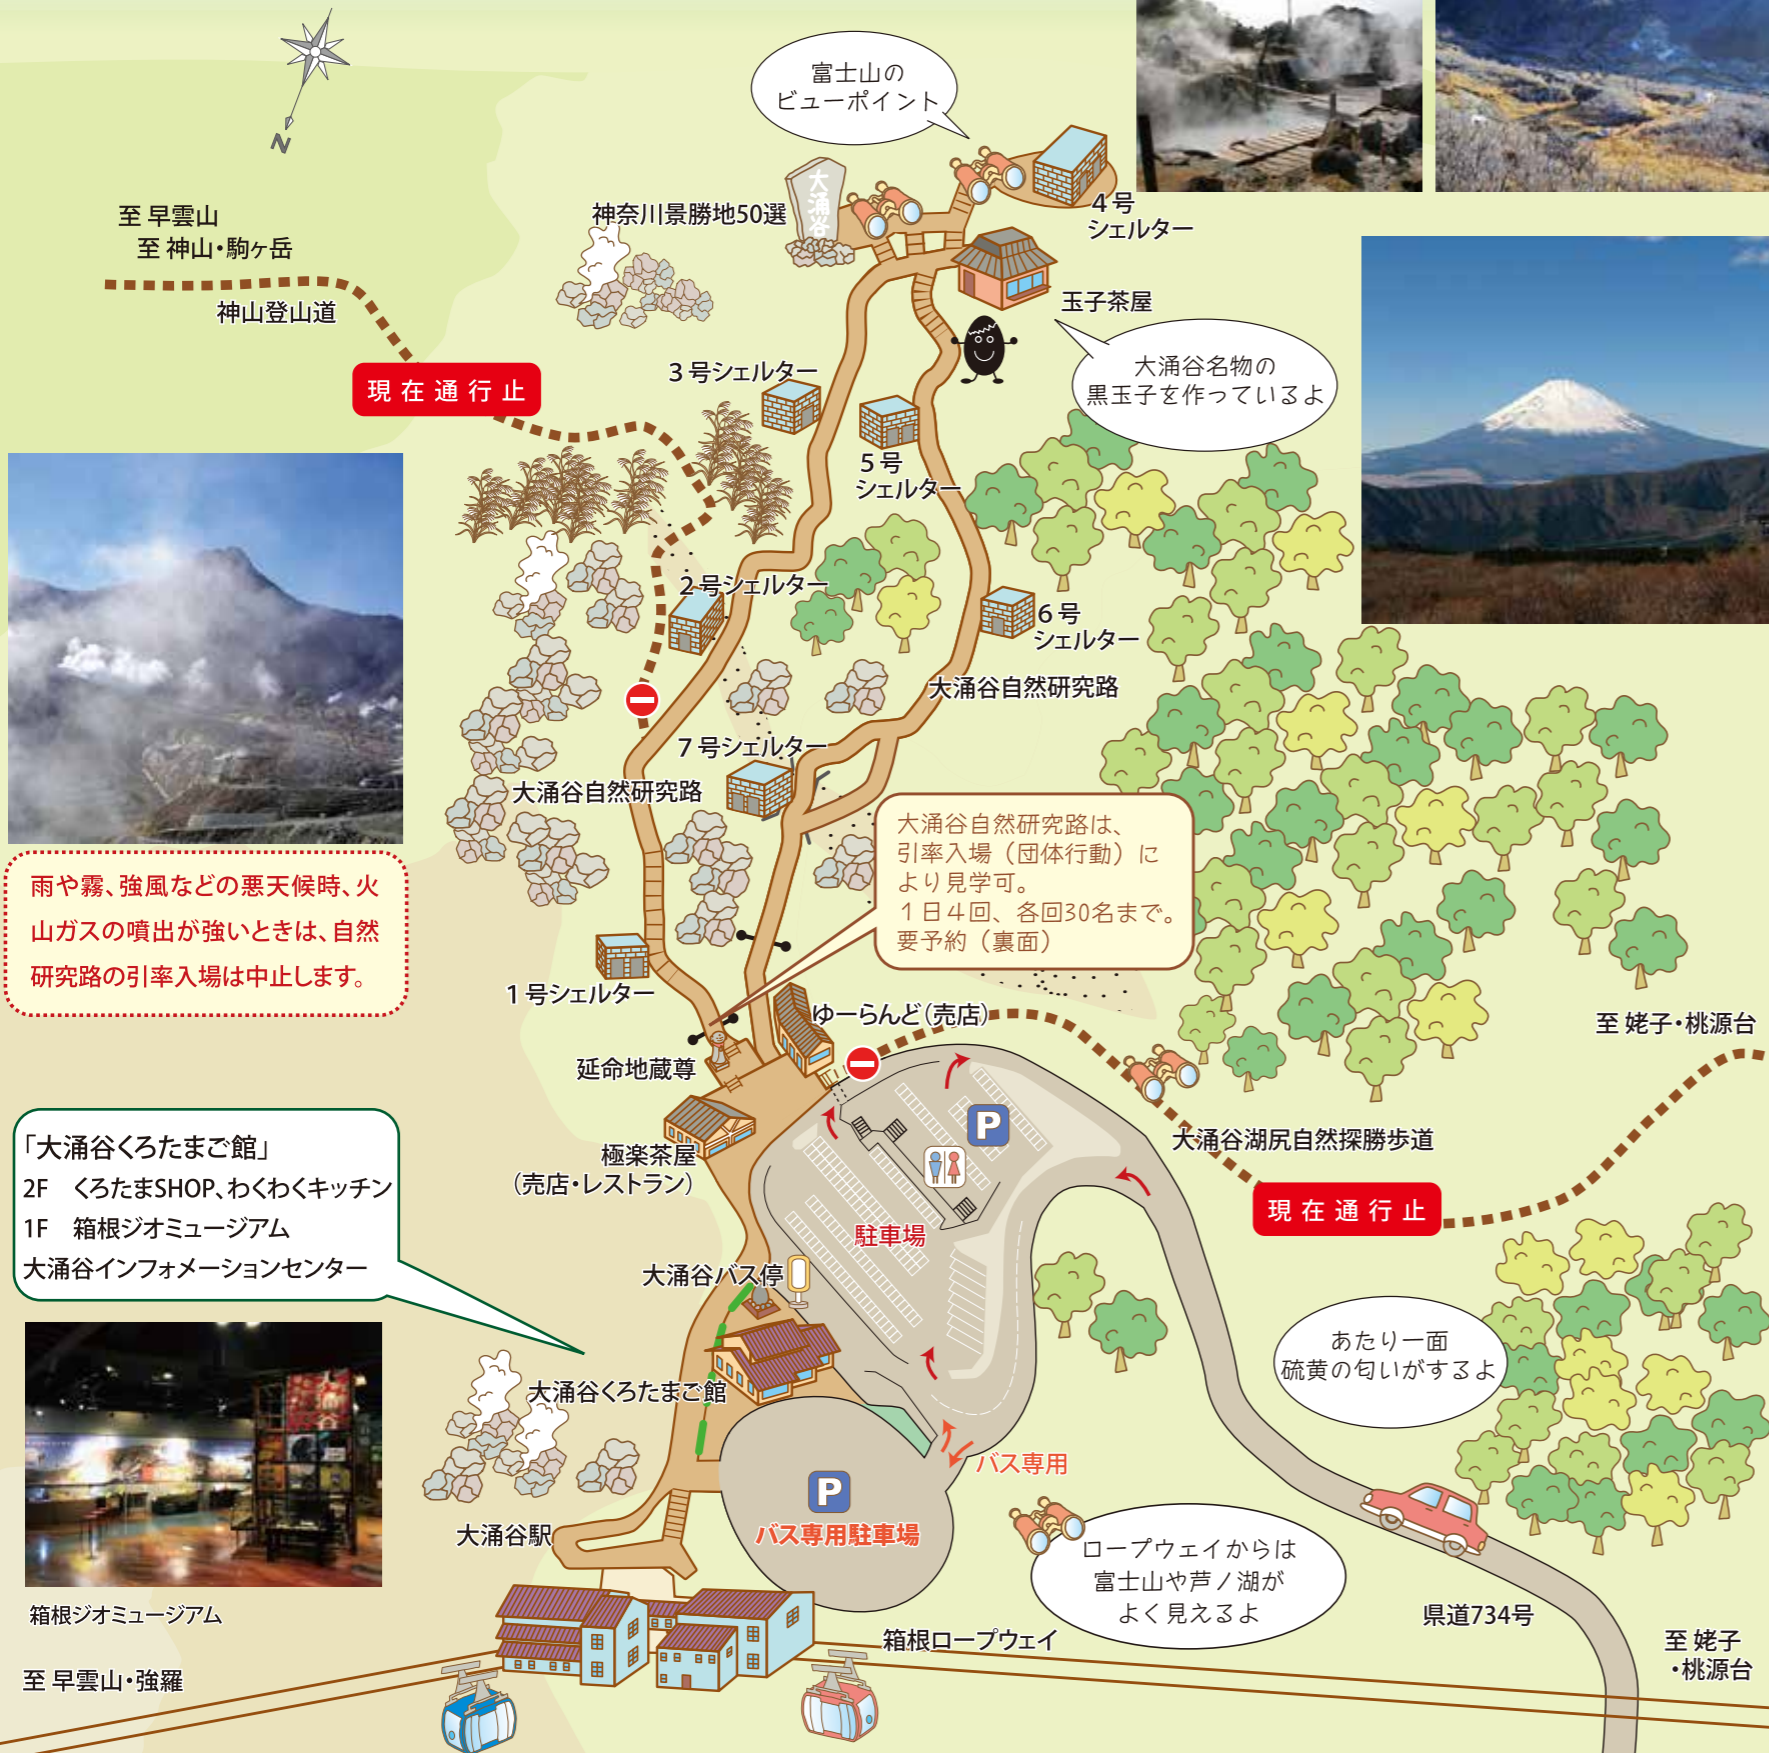 N
富士山の
ビューポイント
大涌谷
神奈川景勝地50選
4号
シェルター
至 早雲山
至 神山・駒ヶ岳
神山登山道
現在通行止
玉子茶屋
大涌谷名物の
黒玉子を作っているよ
3号シェルター
5号
シェルター
2号シェルター
6号
シェルター
大涌谷自然研究路
7号シェルター
大涌谷自然研究路
大涌谷自然研究路は、
引率入場（団体行動）に
より見学可。
1日4回、各回30名まで。
要予約（裏面）
雨や霧、強風などの悪天候時、火
山ガスの噴出が強いときは、自然
研究路の引率入場は中止します。
1号シェルター
ゆーらんど（売店）
延命地蔵尊
至 姥子・桃源台
極楽茶屋
（売店・レストラン）
P
大涌谷湖尻自然探勝歩道
現在通行止
駐車場
「大涌谷くろたまご館」
2F くろたまSHOP、わくわくキッチン
1F 箱根ジオミュージアム
大涌谷インフォメーションセンター
大涌谷バス停
あたり一面
硫黄の匂いがするよ
大涌谷くろたまご館
バス専用
P
バス専用駐車場
大涌谷駅
ロープウェイからは
富士山や芦ノ湖が
よく見えるよ
箱根ジオミュージアム
県道734号
箱根ロープウェイ
至 姥子
・桃源台
至 早雲山・強羅